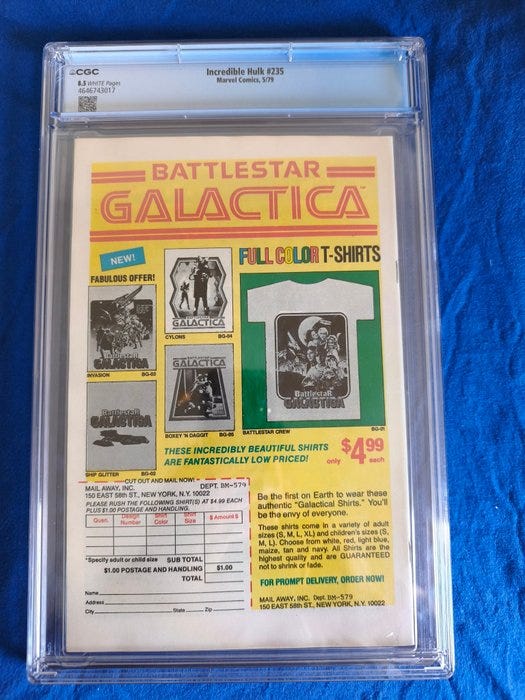 CGC
Incredible Hulk #235
8.5 WHITE Pages
Marvel Comics, 5/79
4646743017
BATTLESTAR
GALACTICA
NEW!
FABULOUS OFFER!
FULL COLOR T-SHIRTS
GALACTICA
CYLONS BG-04
Battlestar
GALACTICA
INVASION BG-03
GALACTICA
BOXEY 'N DAGGIT BG-05
Battlestar
GALACTICA
SHIP GLITTER BG-02
Battlestar
GALACTICA
BATTLESTAR CREW BG-01
THESE INCREDIBLY BEAUTIFUL SHIRTS
ARE FANTASTICALLY LOW PRICED!
only $4.99 each
CUT OUT AND MAIL NOW!
MAIL AWAY, INC. DEPT. BM-579
150 EAST 58th ST., NEW YORK, N.Y. 10022
PLEASE RUSH THE FOLLOWING SHIRT(S) AT $4.99 EACH
PLUS $1.00 POSTAGE AND HANDLING.
Quan. Design Number Shirt Color Shirt Size $ Amount $
*Specify adult or child size SUB TOTAL
$1.00 POSTAGE AND HANDLING $1.00
TOTAL
Name
Address
City State Zip
Be the first on Earth to wear these
authentic "Galactical Shirts." You'll
be the envy of everyone.
These shirts come in a variety of adult
sizes (S, M, L, XL) and children's sizes (S,
M, L). Choose from white, red, light blue,
maize, tan and navy. All Shirts are the
highest quality and are GUARANTEED
not to shrink or fade.
FOR PROMPT DELIVERY, ORDER NOW!
MAIL AWAY, INC. Dept. BM-579
150 EAST 58th ST., NEW YORK, N.Y. 10022